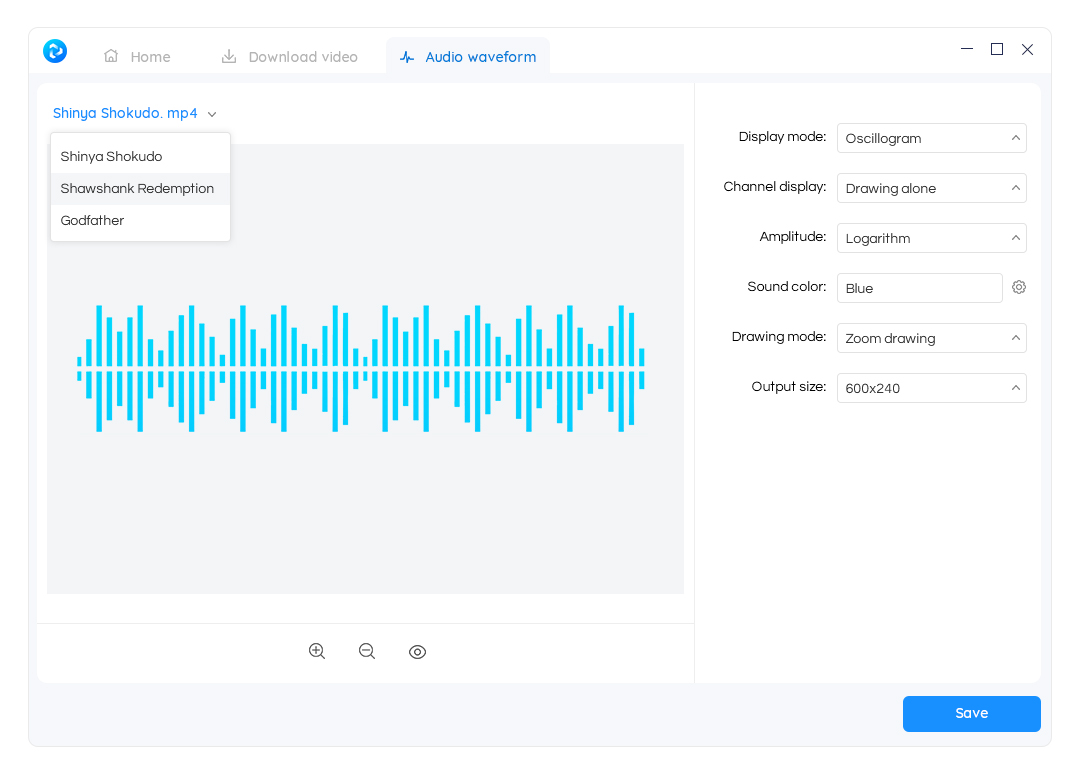 Home
Download video
Audio waveform
Shinya Shokudo. mp4
Shinya Shokudo
Shawshank Redemption
Godfather
Display mode: Oscillogram
Channel display: Drawing alone
Amplitude: Logarithm
Sound color: Blue
Drawing mode: Zoom drawing
Output size: 600x240
Save